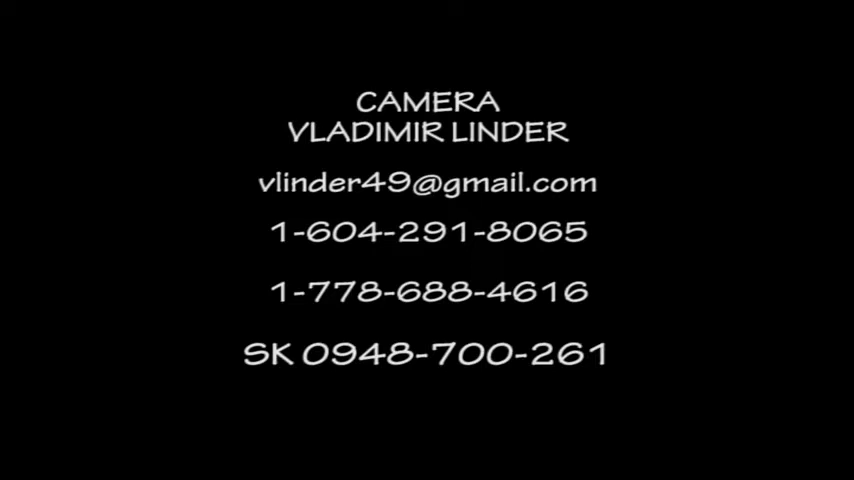 CAMERA
VLADIMIR LINDER
vlinder49@gmail.com
1-604-291-8065
1-778-688-4616
SK 0948-700-261